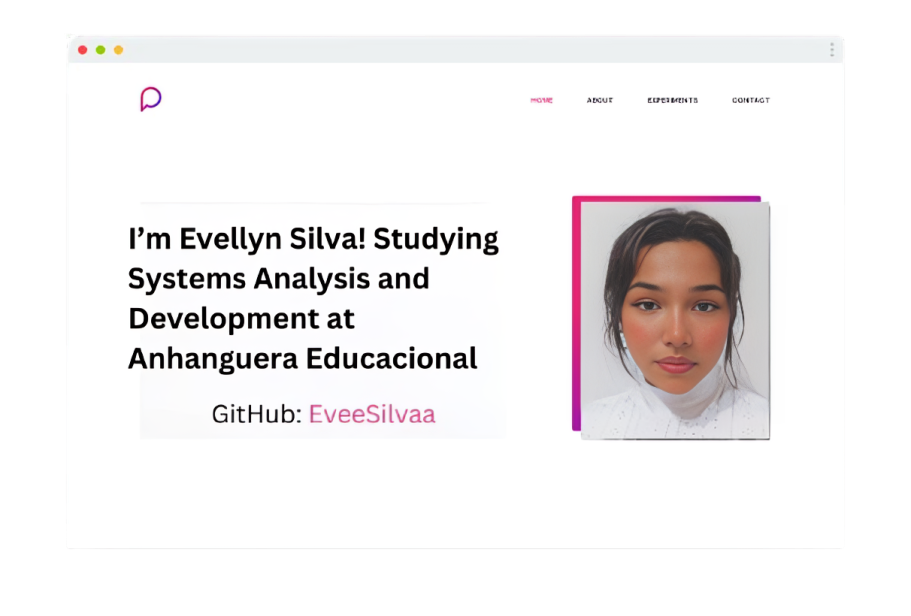 HOME ABOUT EXPERIMENTS CONTACT
I’m Evellyn Silva! Studying
Systems Analysis and
Development at
Anhanguera Educacional
GitHub: EveeSilvaa